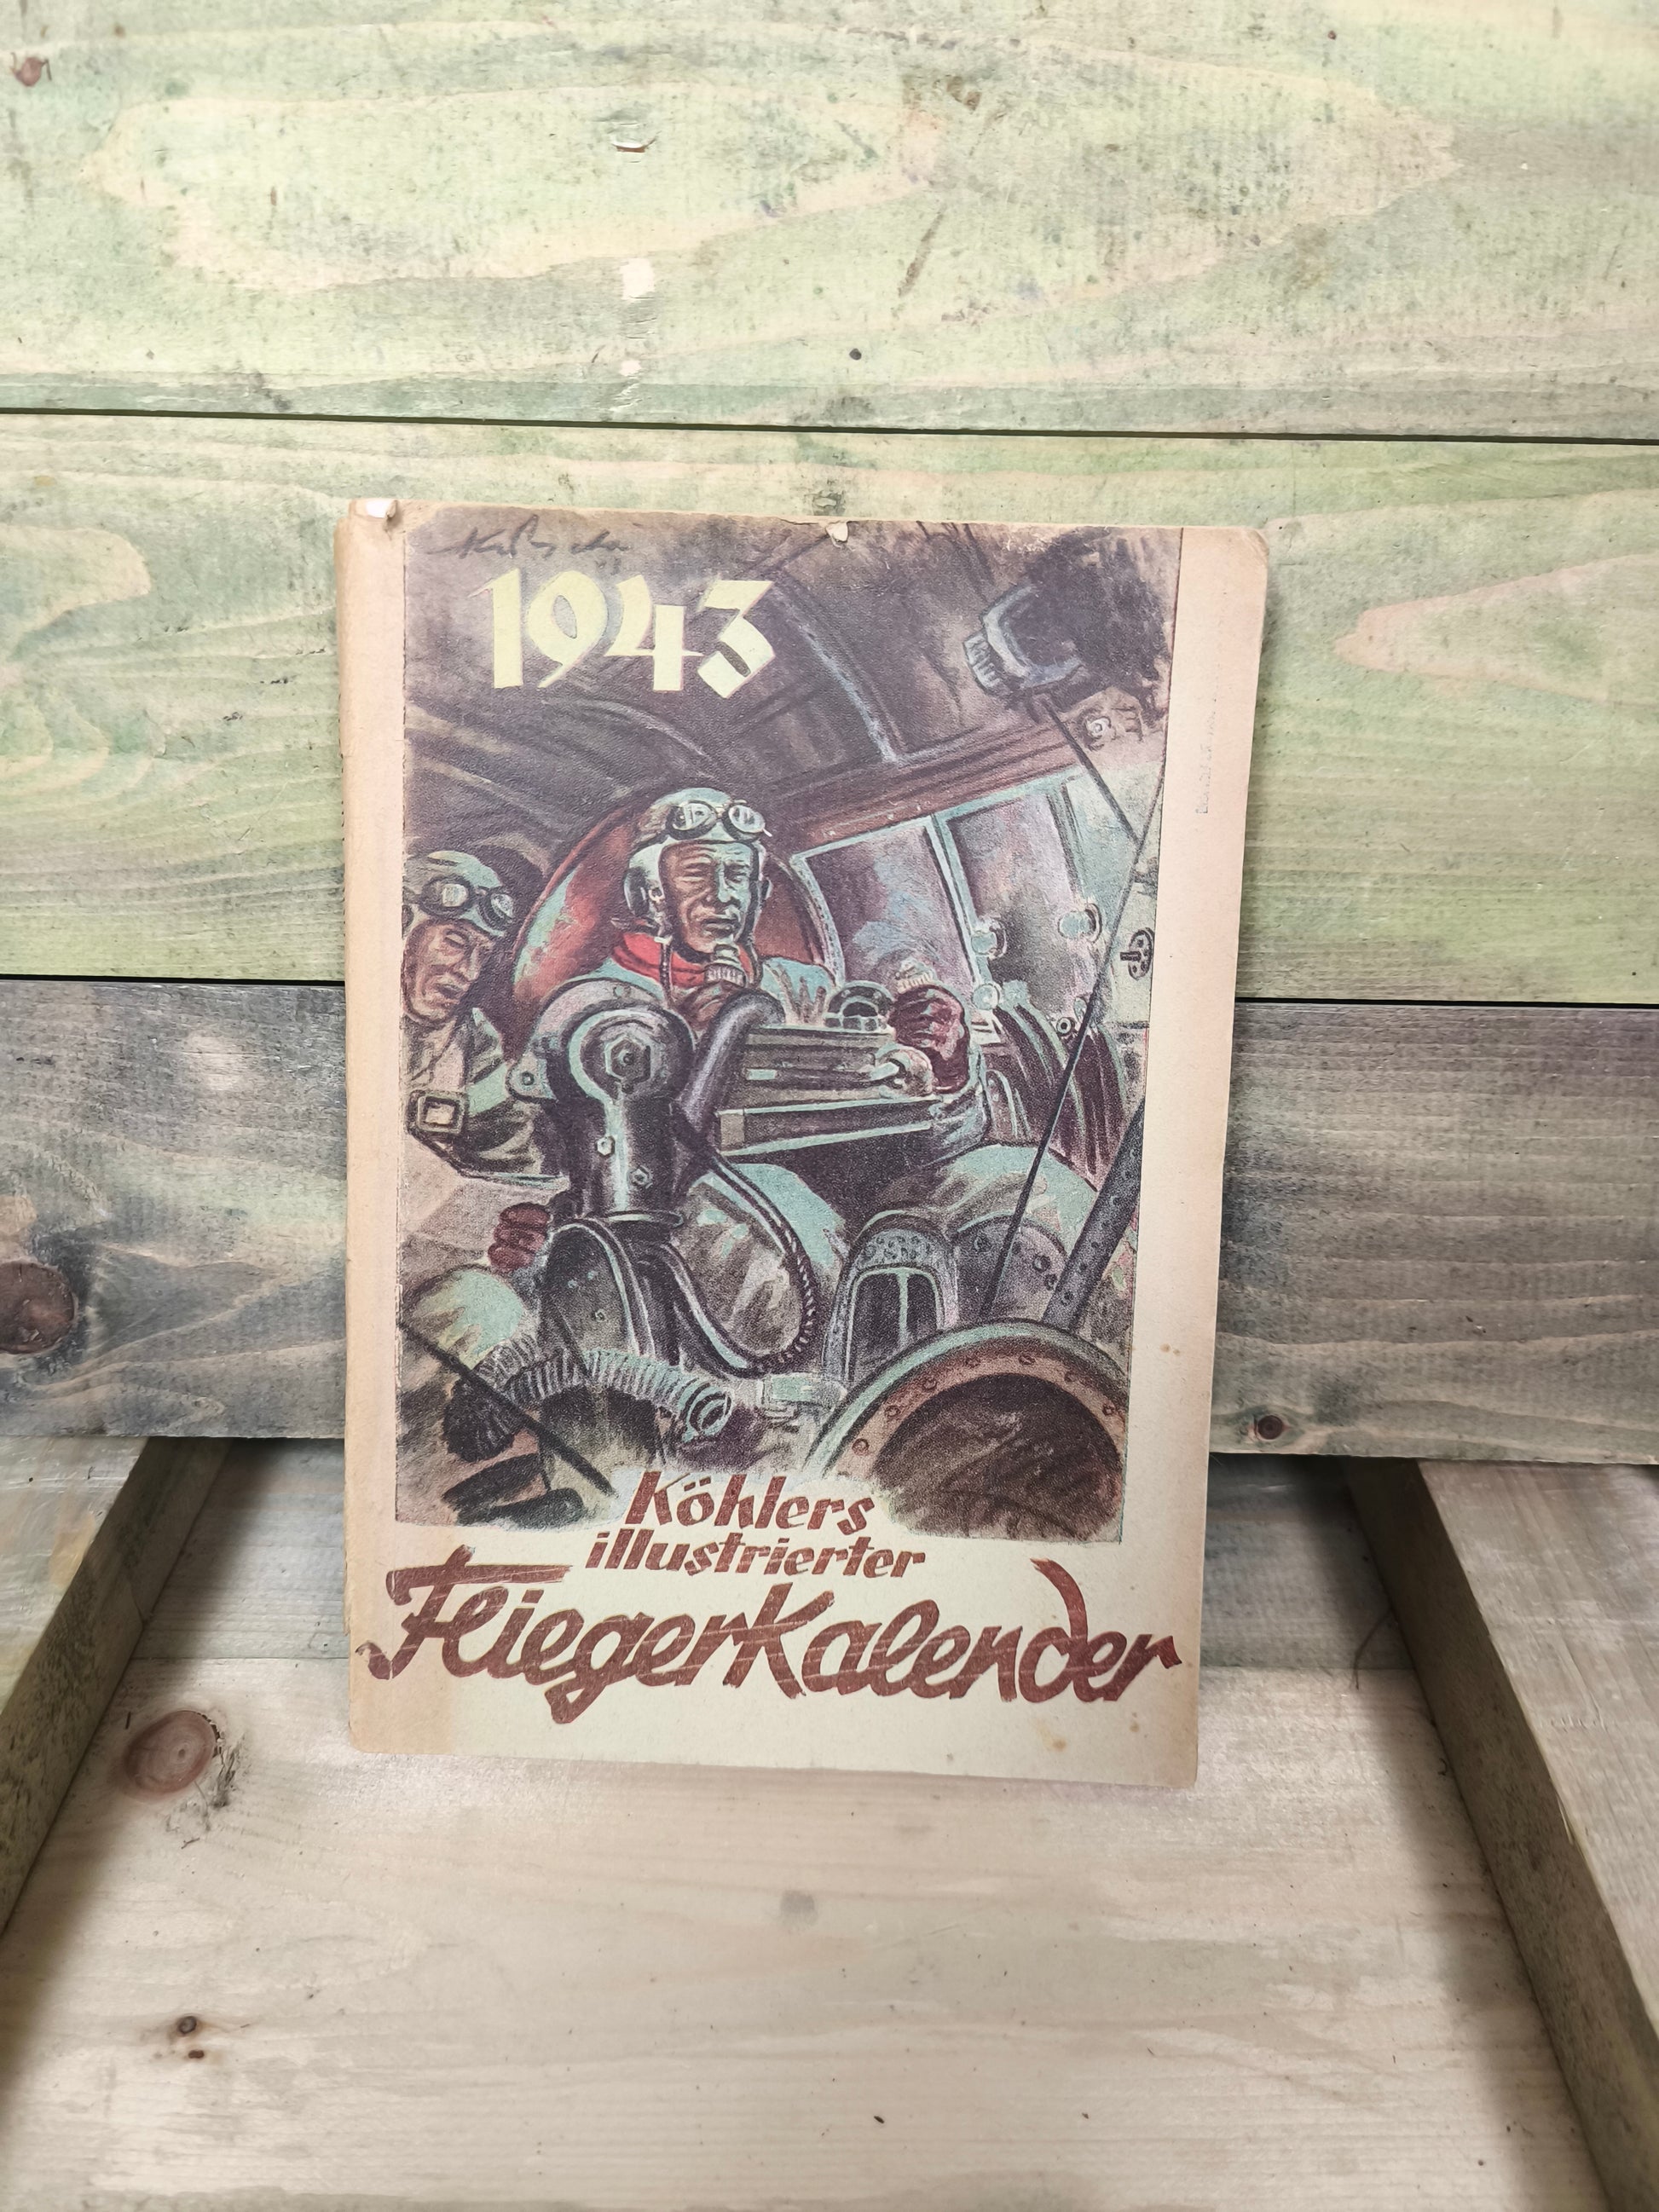 1943
Köhlers
illustrierter
FliegerKalender